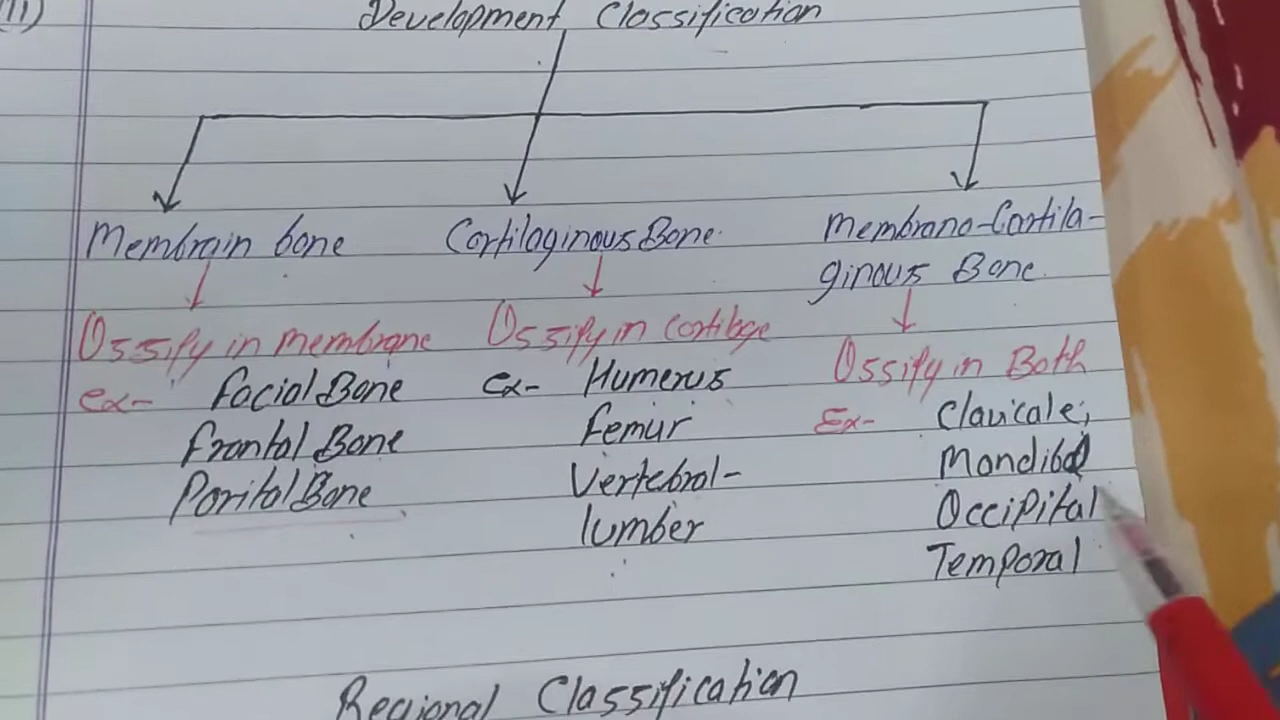 11)
Development Classification
Membrain bone
Cartilaginous Bone
Membrano-Cartila-
ginous Bone
Ossify in membrane
Ossify in cartilage
Ossify in Both
ex- Facial Bone
Frontal Bone
Parital Bone
ex- Humerus
Femur
Vertebral-
lumber
Ex- Clavicale,
Mandibal
Occipital
Temporal
Regional Classification